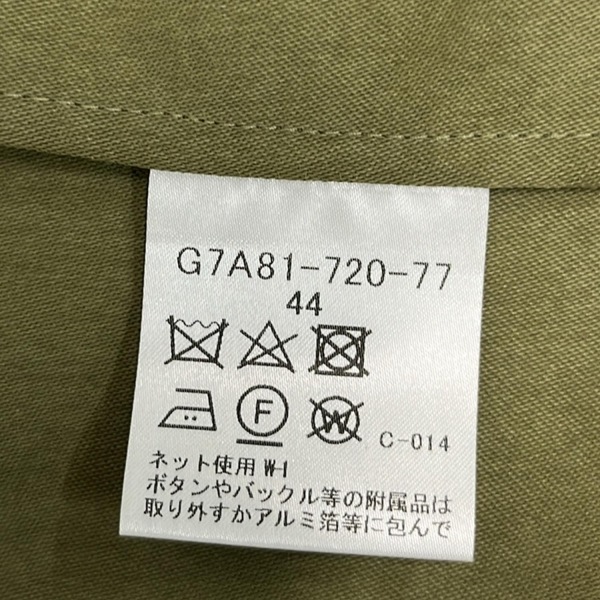 G7A81-720-77
44
F
W
C-014
ネット使用 W-I
ボタンやバックル等の附属品は
取り外すかアルミ箔等に包んで